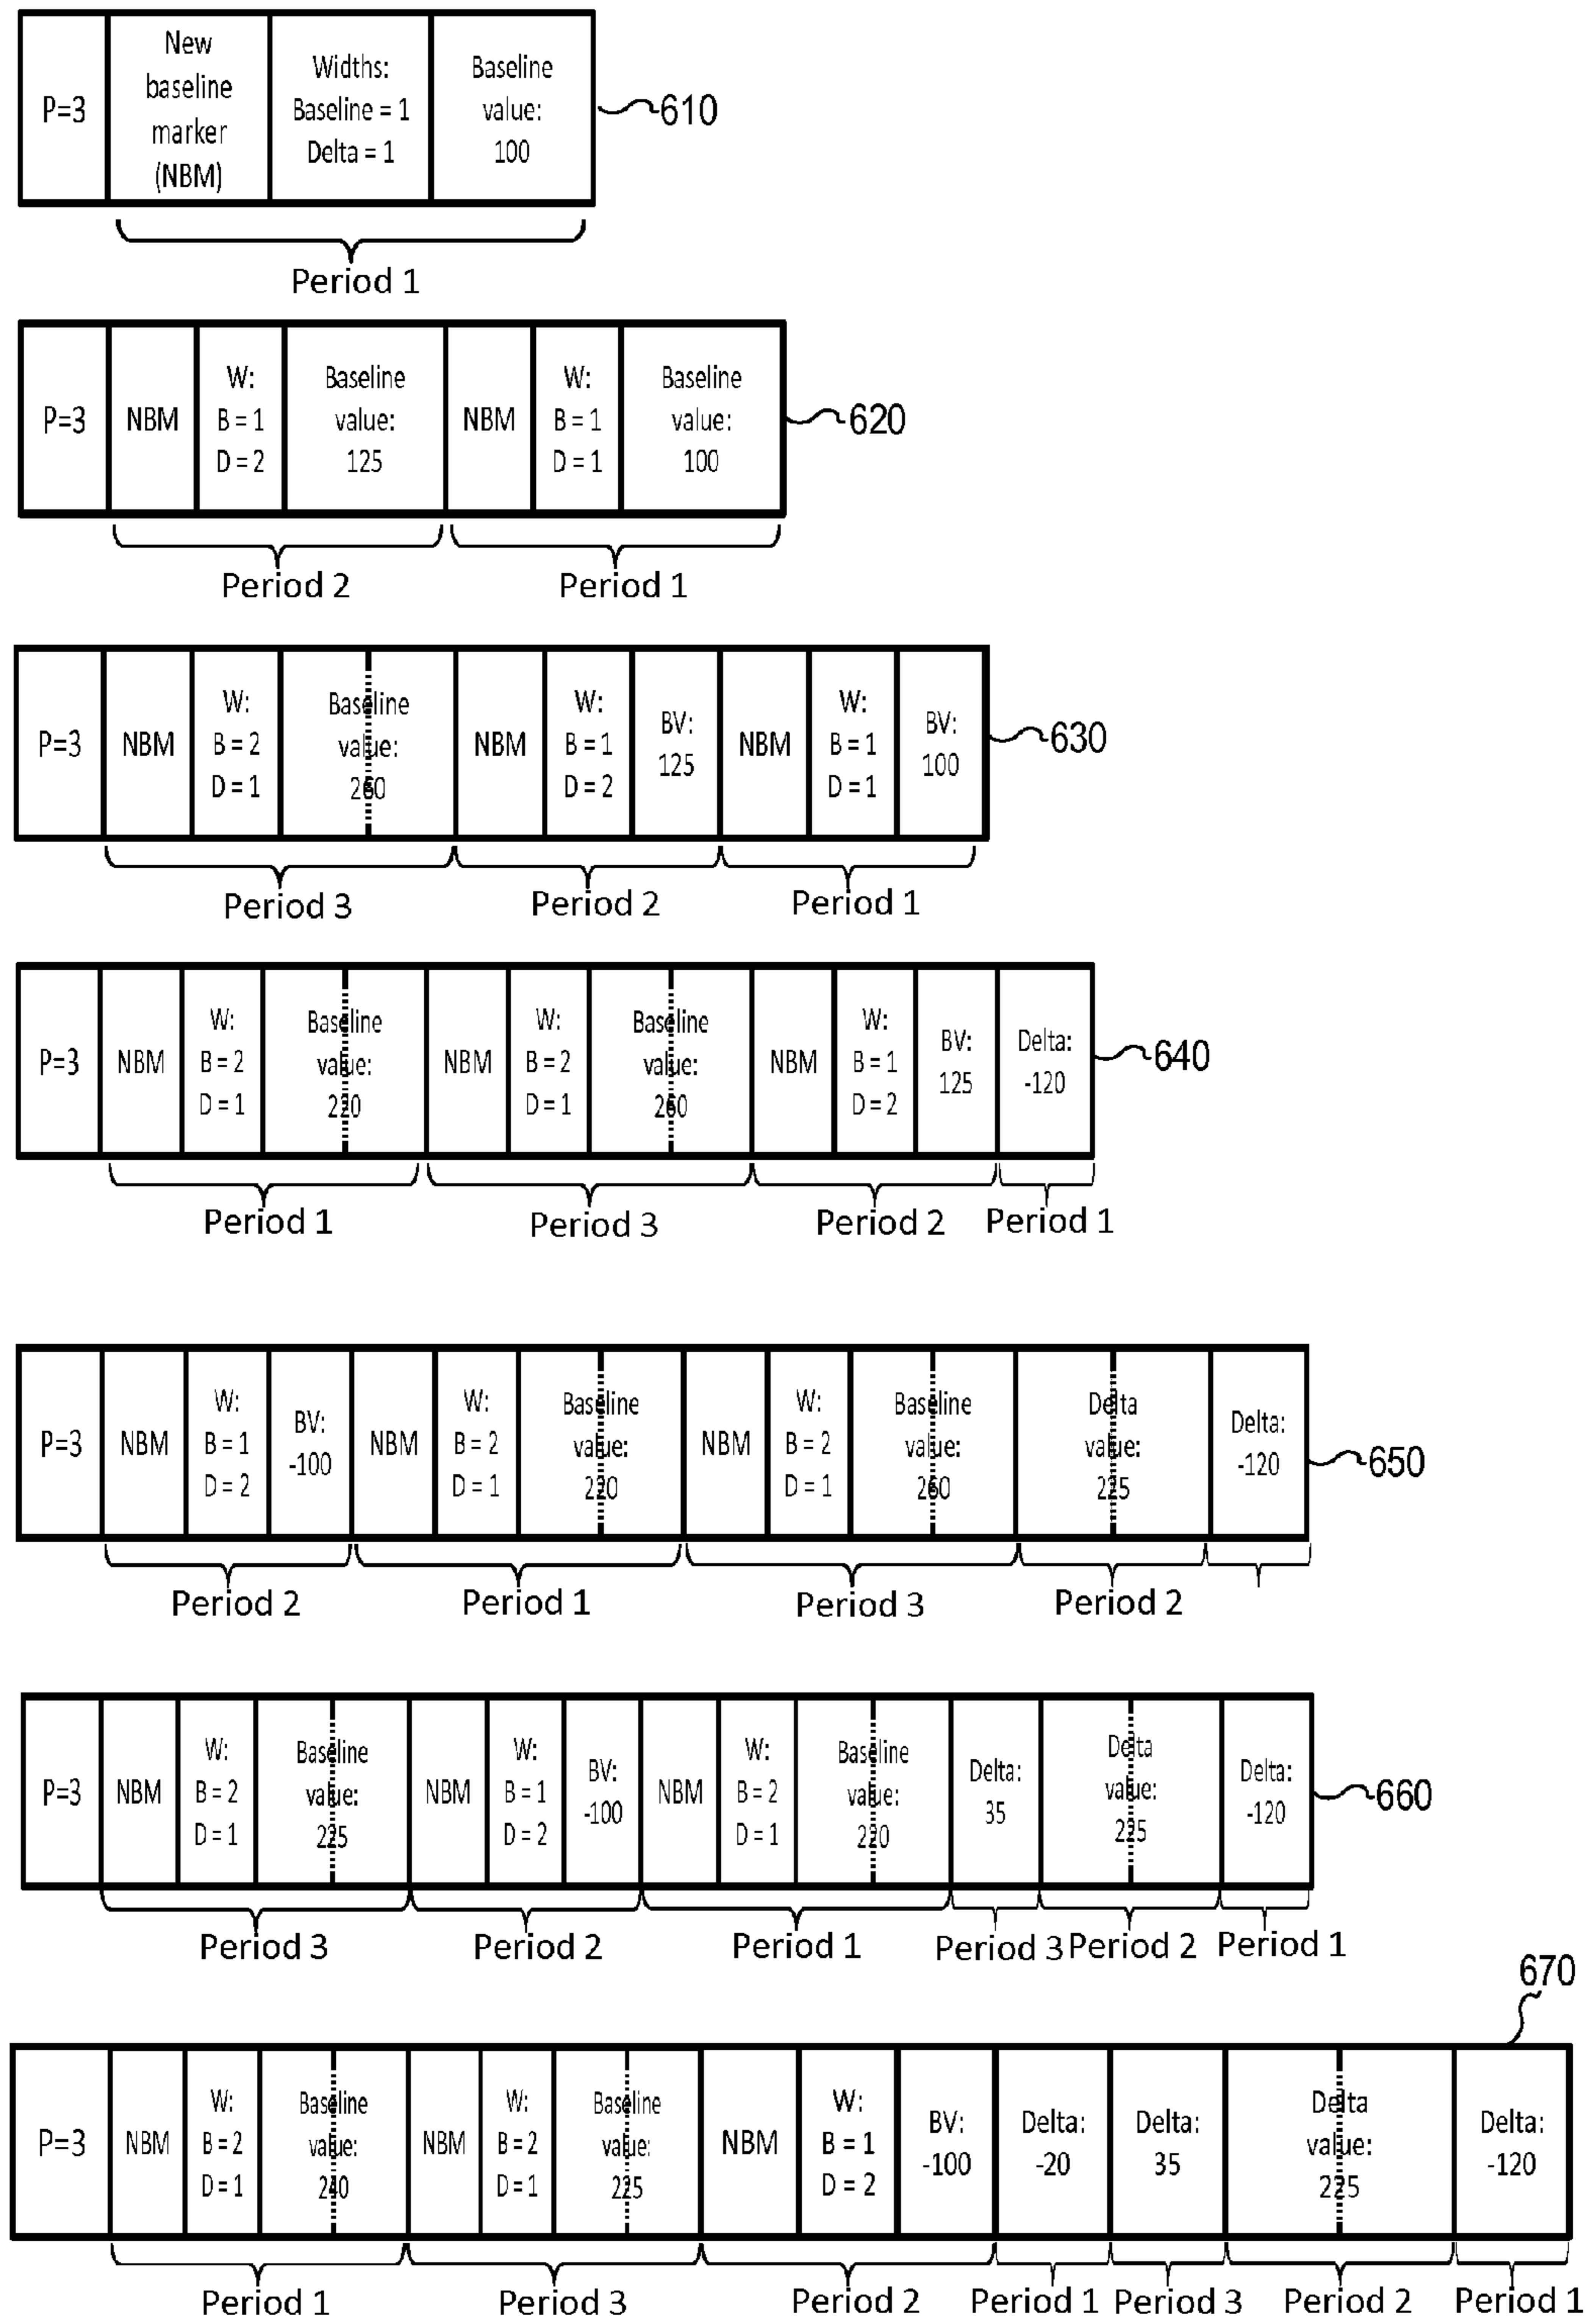 P=3
New
baseline
marker
(NBM)
Widths:
Baseline = 1
Delta = 1
Baseline
value:
100
610
Period 1
P=3
NBM
W:
B = 1
D = 2
Baseline
value:
125
NBM
W:
B = 1
D = 1
Baseline
value:
100
620
Period 2
Period 1
P=3
NBM
W:
B = 2
D = 1
Baseline
value:
260
NBM
W:
B = 1
D = 2
BV:
125
NBM
W:
B = 1
D = 1
BV:
100
630
Period 3
Period 2
Period 1
P=3
NBM
W:
B = 2
D = 1
Baseline
value:
220
NBM
W:
B = 2
D = 1
Baseline
value:
260
NBM
W:
B = 1
D = 2
BV:
125
Delta:
-120
640
Period 1
Period 3
Period 2
Period 1
P=3
NBM
W:
B = 1
D = 2
BV:
-100
NBM
W:
B = 2
D = 1
Baseline
value:
220
NBM
W:
B = 2
D = 1
Baseline
value:
260
Delta
value:
225
Delta:
-120
650
Period 2
Period 1
Period 3
Period 2
P=3
NBM
W:
B = 2
D = 1
Baseline
value:
225
NBM
W:
B = 1
D = 2
BV:
-100
NBM
W:
B = 2
D = 1
Baseline
value:
220
Delta:
35
Delta
value:
225
Delta:
-120
660
Period 3
Period 2
Period 1
Period 3
Period 2
Period 1
670
P=3
NBM
W:
B = 2
D = 1
Baseline
value:
240
NBM
W:
B = 2
D = 1
Baseline
value:
225
NBM
W:
B = 1
D = 2
BV:
-100
Delta:
-20
Delta:
35
Delta
value:
225
Delta:
-120
Period 1
Period 3
Period 2
Period 1
Period 3
Period 2
Period 1